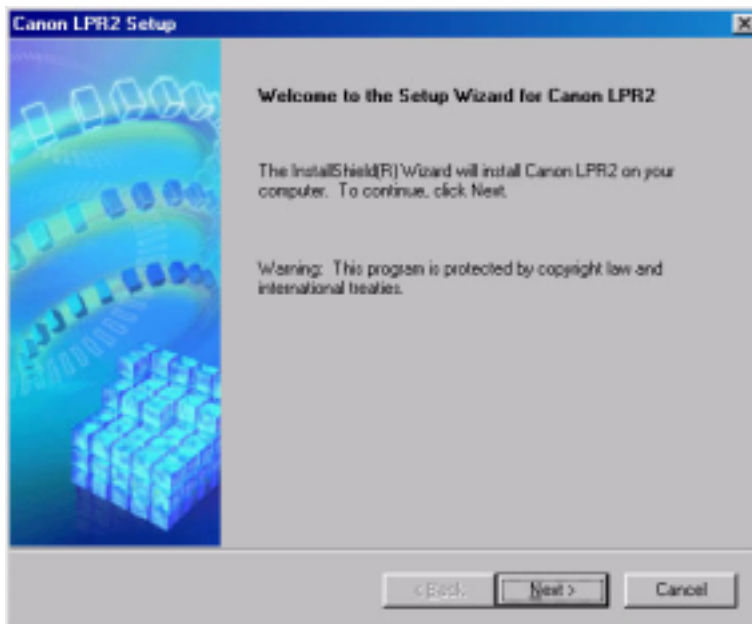 Canon LPR2 Setup
Welcome to the Setup Wizard for Canon LPR2
The InstallShield(R) Wizard will install Canon LPR2 on your
computer. To continue, click Next.
Warning: This program is protected by copyright law and
international treaties.
< Back
Next >
Cancel